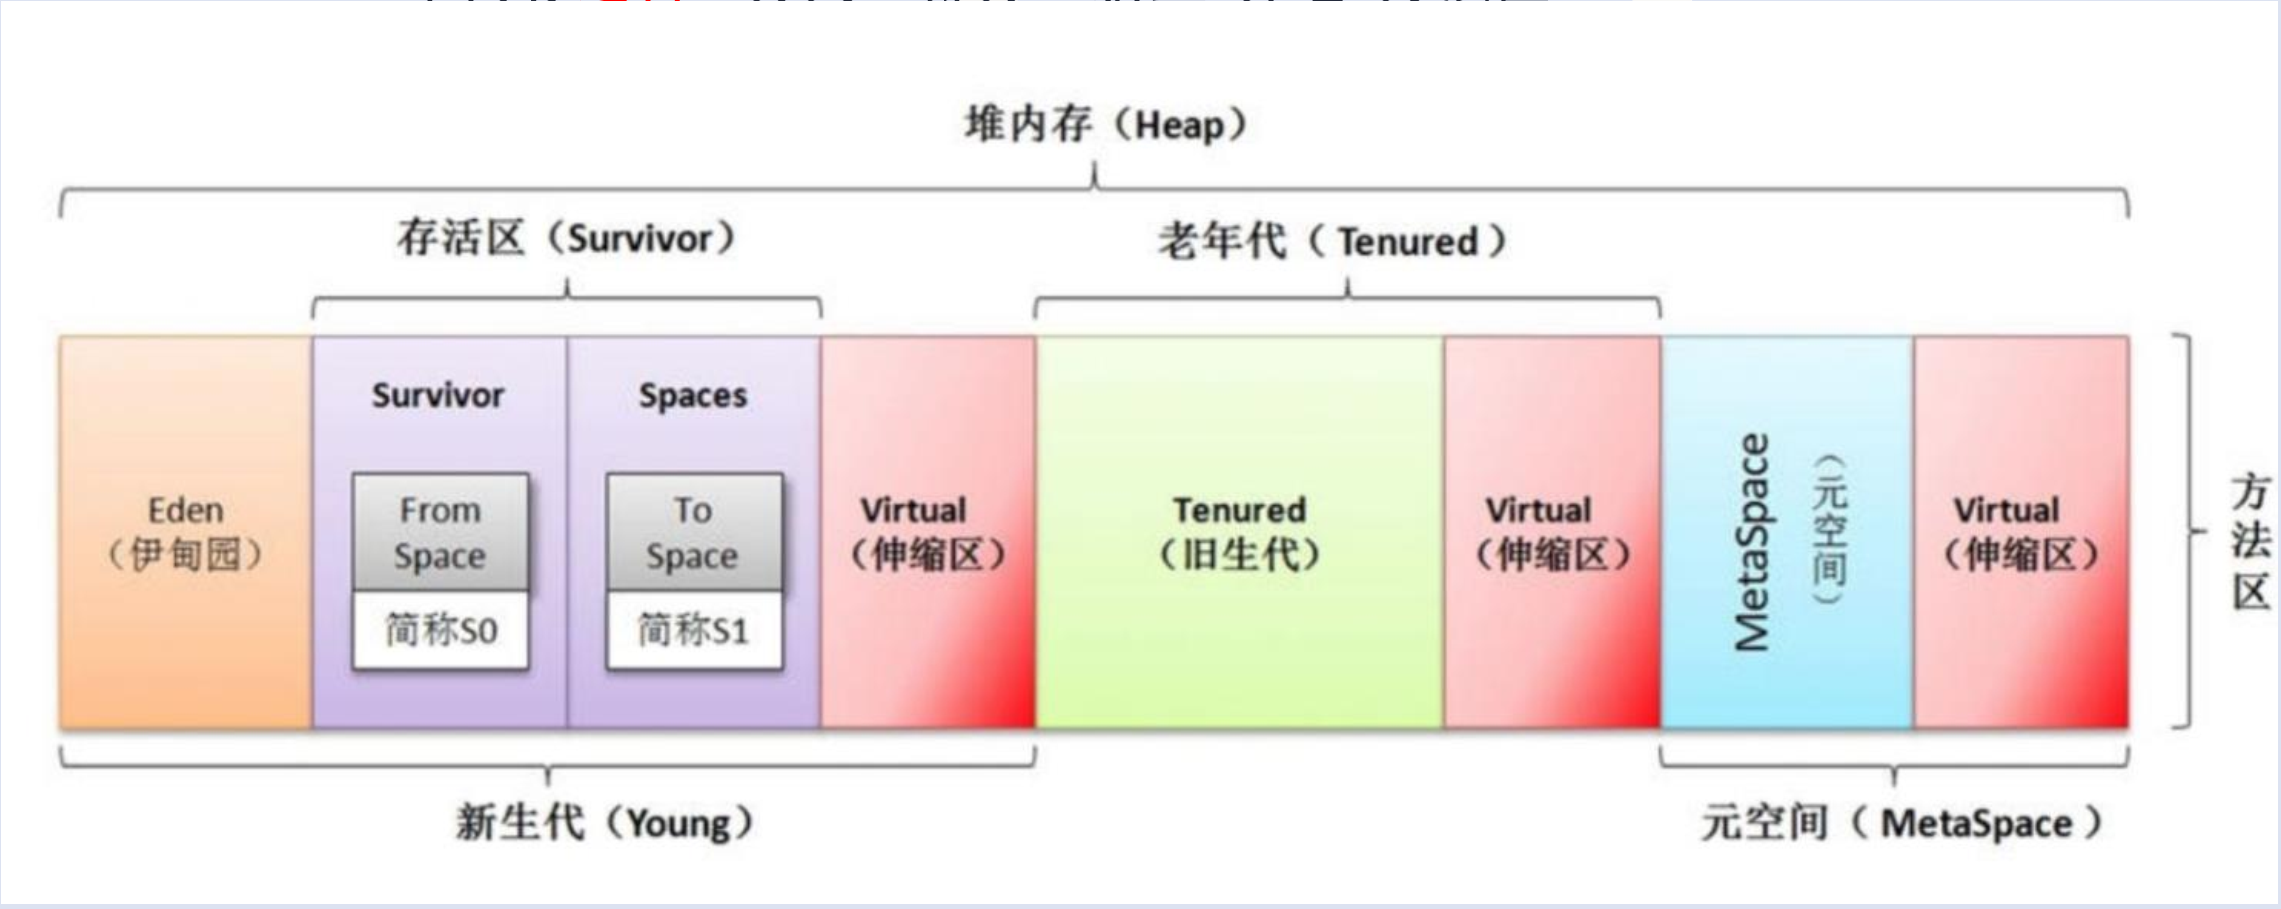 堆内存（Heap）
存活区（Survivor）
老年代（ Tenured ）
Survivor
Spaces
Eden
（伊甸园）
From
Space
简称S0
To
Space
简称S1
Virtual
（伸缩区）
Tenured
（旧生代）
Virtual
（伸缩区）
MetaSpace
（元空间）
Virtual
（伸缩区）
方法区
新生代（Young）
元空间（ MetaSpace ）